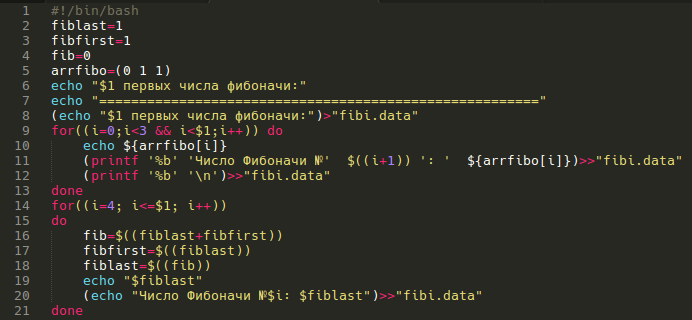 1 #!/bin/bash
2 fiblast=1
3 fibfirst=1
4 fib=0
5 arrfibo=(0 1 1)
6 echo "$1 первых числа фибоначи:"
7 echo "======================================================="
8 (echo "$1 первых числа фибоначи:")>"fibi.data"
9 for((i=0;i<3 && i<$1;i++)) do
10 echo ${arrfibo[i]}
11 (printf '%b' 'Число Фибоначи №'  $((i+1)) ': '  ${arrfibo[i]})>>"fibi.data"
12 (printf '%b' '\n')>>"fibi.data"
13 done
14 for((i=4; i<=$1; i++))
15 do
16 fib=$((fiblast+fibfirst))
17 fibfirst=$((fiblast))
18 fiblast=$((fib))
19 echo "$fiblast"
20 (echo "Число Фибоначи №$i: $fiblast")>>"fibi.data"
21 done